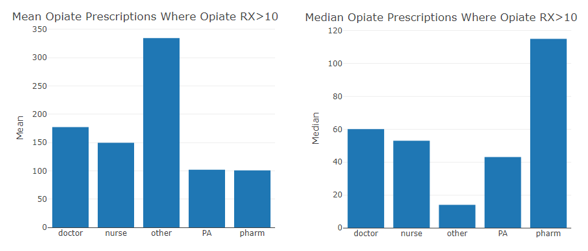 Mean Opiate Prescriptions Where Opiate RX>10
350
300
250
200
150
100
50
0
Mean
doctor nurse other PA pharm
Median Opiate Prescriptions Where Opiate RX>10
120
100
80
60
40
20
0
Median
doctor nurse other PA pharm